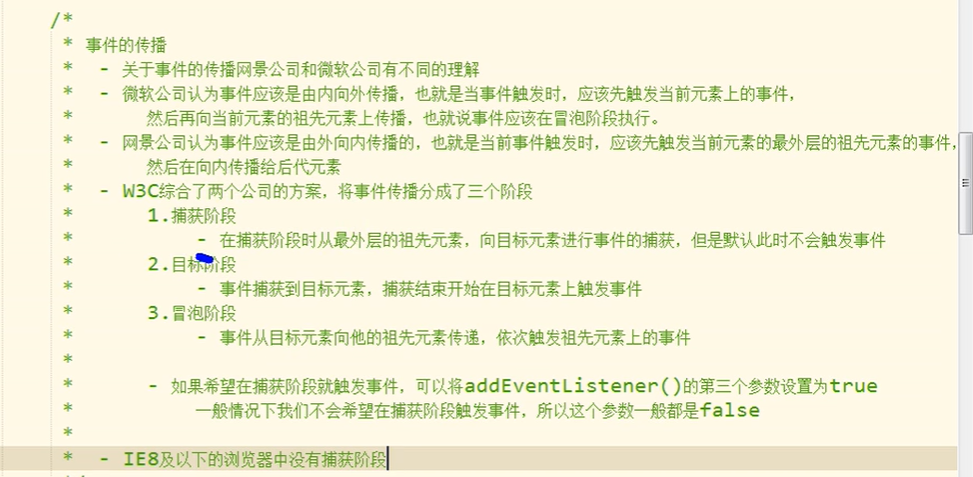 /*
* 事件的传播
* - 关于事件的传播网景公司和微软公司有不同的理解
* - 微软公司认为事件应该是由内向外传播，也就是当事件触发时，应该先触发当前元素上的事件，
* 然后再向当前元素的祖先元素上传播，也就说事件应该在冒泡阶段执行。
* - 网景公司认为事件应该是由外向内传播的，也就是当前事件触发时，应该先触发当前元素的最外层的祖先元素的事件，
* 然后在向内传播给后代元素
* - W3C综合了两个公司的方案，将事件传播分成了三个阶段
* 1.捕获阶段
* - 在捕获阶段时从最外层的祖先元素，向目标元素进行事件的捕获，但是默认此时不会触发事件
* 2.目标阶段
* - 事件捕获到目标元素，捕获结束开始在目标元素上触发事件
* 3.冒泡阶段
* - 事件从目标元素向他的祖先元素传递，依次触发祖先元素上的事件
*
* - 如果希望在捕获阶段就触发事件，可以将addEventListener()的第三个参数设置为true
* 一般情况下我们不会希望在捕获阶段触发事件，所以这个参数一般都是false
*
* - IE8及以下的浏览器中没有捕获阶段